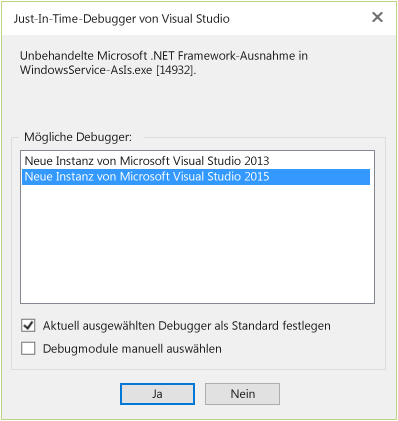 Just-In-Time-Debugger von Visual Studio
Unbehandelte Microsoft .NET Framework-Ausnahme in
WindowsService-AsIs.exe [14932].
Mögliche Debugger:
Neue Instanz von Microsoft Visual Studio 2013
Neue Instanz von Microsoft Visual Studio 2015
Aktuell ausgewählten Debugger als Standard festlegen
Debugmodule manuell auswählen
Ja
Nein